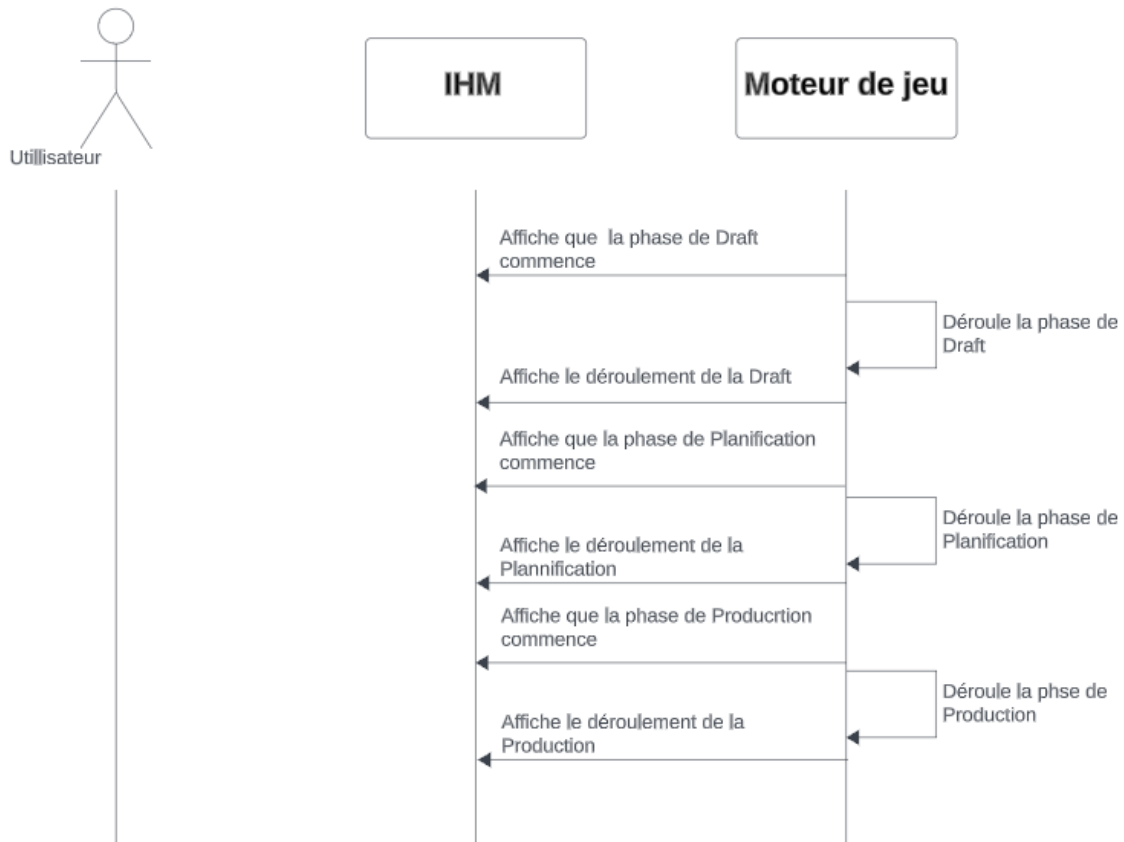 IHM
Moteur de jeu
Utillisateur
Affiche que la phase de Draft
commence
Déroule la phase de
Draft
Affiche le déroulement de la Draft
Affiche que la phase de Planification
commence
Déroule la phase de
Planification
Affiche le déroulement de la
Plannification
Affiche que la phase de Producrtion
commence
Déroule la phse de
Production
Affiche le déroulement de la
Production